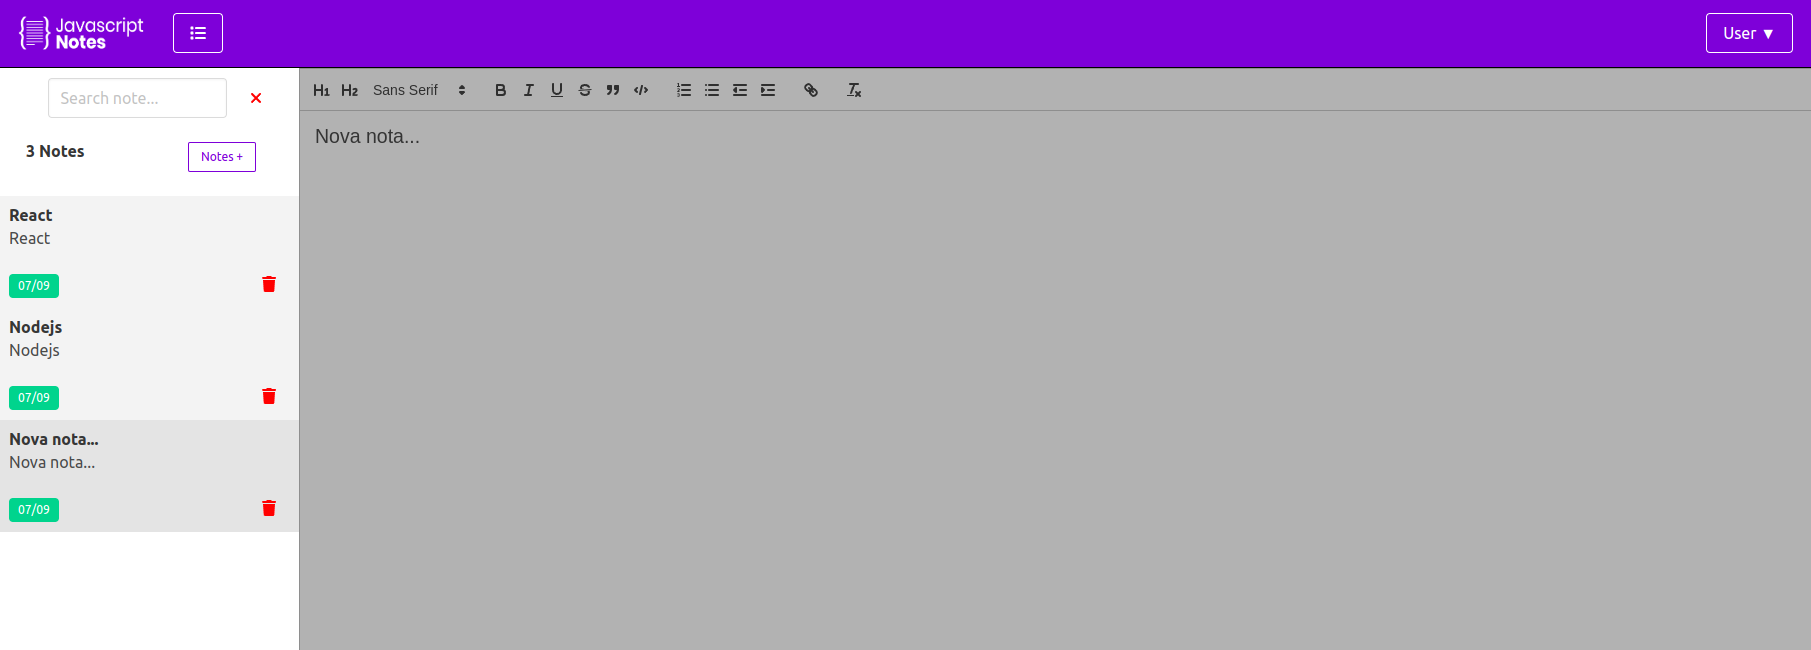 Javascript
Notes
User ▼
Search note...
3 Notes
Notes +
React
React
07/09
Nodejs
Nodejs
07/09
Nova nota...
Nova nota...
07/09
H1 H2 Sans Serif B I U S
Nova nota...